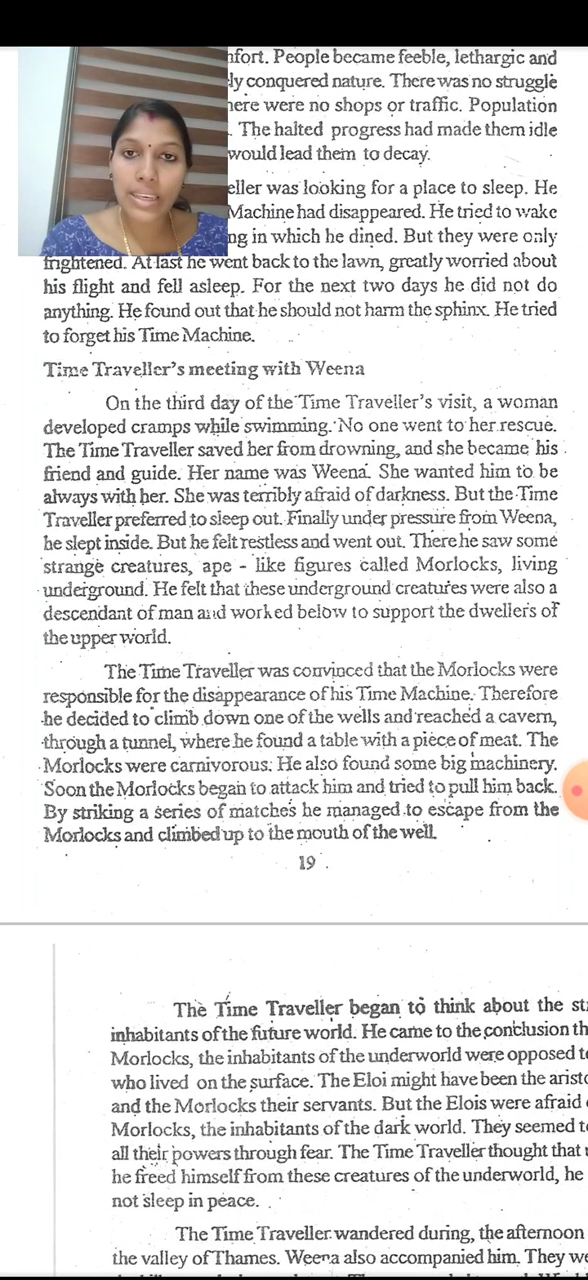 nfort. People became feeble, lethargic and
ly conquered nature. There was no struggle
here were no shops or traffic. Population
. The halted progress had made them idle
would lead them to decay.
eller was looking for a place to sleep. He
Machine had disappeared. He tried to wake
ng in which he dined. But they were only
frightened. At last he went back to the lawn, greatly worried about
his flight and fell asleep. For the next two days he did not do
anything. He found out that he should not harm the sphinx. He tried
to forget his Time Machine.
Time Traveller's meeting with Weena
On the third day of the Time Traveller's visit, a woman
developed cramps while swimming. No one went to her rescue.
The Time Traveller saved her from drowning, and she became his
friend and guide. Her name was Weena. She wanted him to be
always with her. She was terribly afraid of darkness. But the Time
Traveller preferred to sleep out. Finally under pressure from Weena,
he slept inside. But he felt restless and went out. There he saw some
strange creatures, ape - like figures called Morlocks, living
underground. He felt that these underground creatures were also a
descendant of man and worked below to support the dwellers of
the upper world.
The Time Traveller was convinced that the Morlocks were
responsible for the disappearance of his Time Machine. Therefore
he decided to climb down one of the wells and reached a cavern,
through a tunnel, where he found a table with a piece of meat. The
Morlocks were carnivorous. He also found some big machinery.
Soon the Morlocks began to attack him and tried to pull him back.
By striking a series of matches he managed to escape from the
Morlocks and climbed up to the mouth of the well.
19
The Time Traveller began to think about the st
inhabitants of the future world. He came to the conclusion th
Morlocks, the inhabitants of the underworld were opposed t
who lived on the surface. The Eloi might have been the arist
and the Morlocks their servants. But the Elois were afraid
Morlocks, the inhabitants of the dark world. They seemed t
all their powers through fear. The Time Traveller thought that
he freed himself from these creatures of the underworld, he
not sleep in peace.
The Time Traveller wandered during, the afternoon
the valley of Thames. Weena also accompanied him. They we